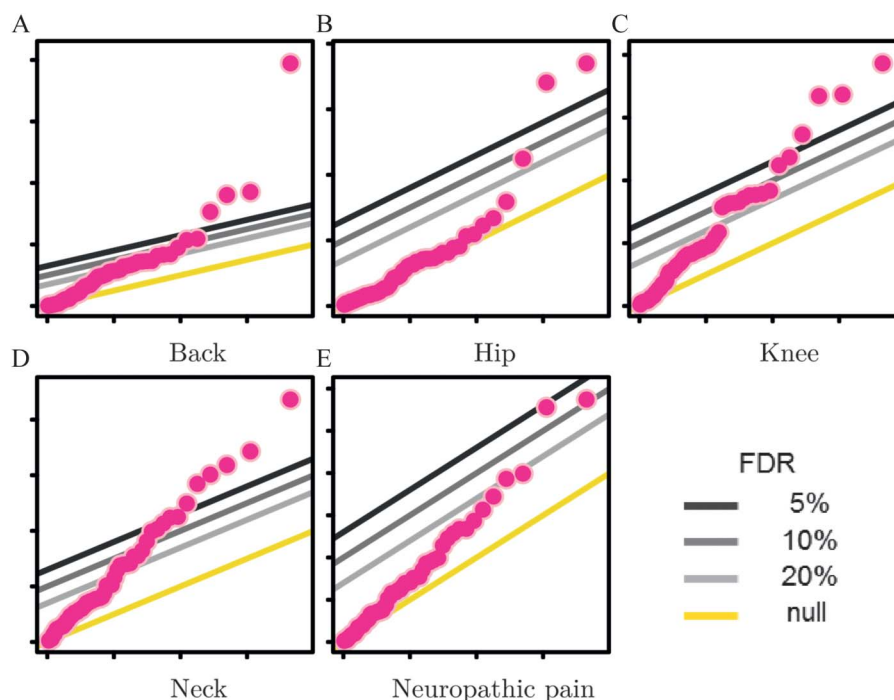 A
B
C
Back
Hip
Knee
D
E
Neck
Neuropathic pain
FDR
5%
10%
20%
null